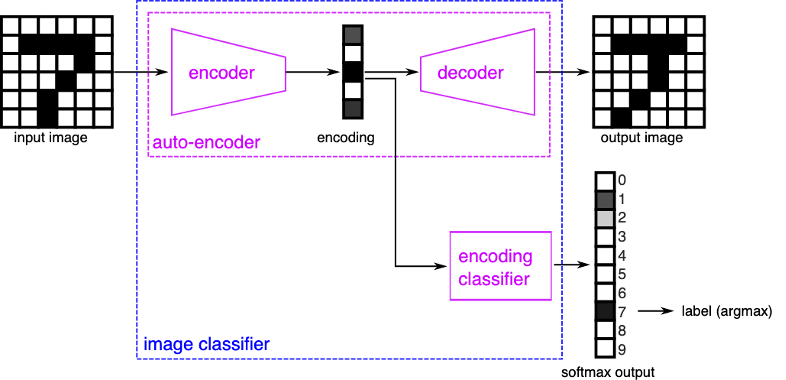 encoder
decoder
input image
encoding
output image
auto-encoder
0
1
2
3
4
5
6
7
8
9
encoding
classifier
label (argmax)
image classifier
softmax output